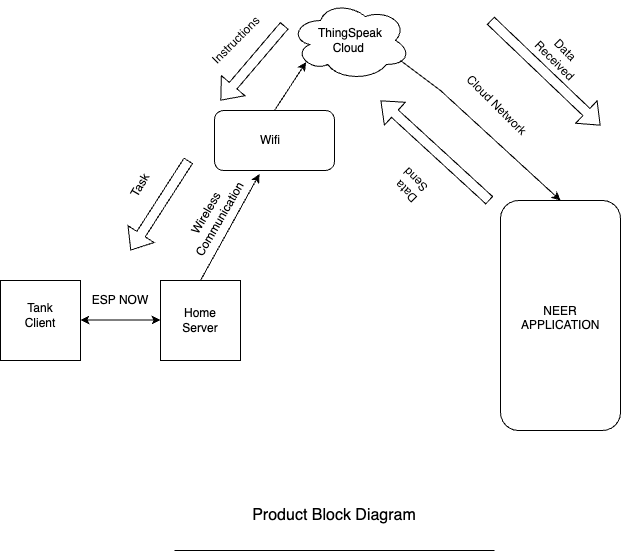 ThingSpeak
Cloud
Instructions
Data
Received
Cloud Network
Wifi
Data
Send
Task
Wireless
Communication
Tank
Client
ESP NOW
Home
Server
NEER
APPLICATION
Product Block Diagram